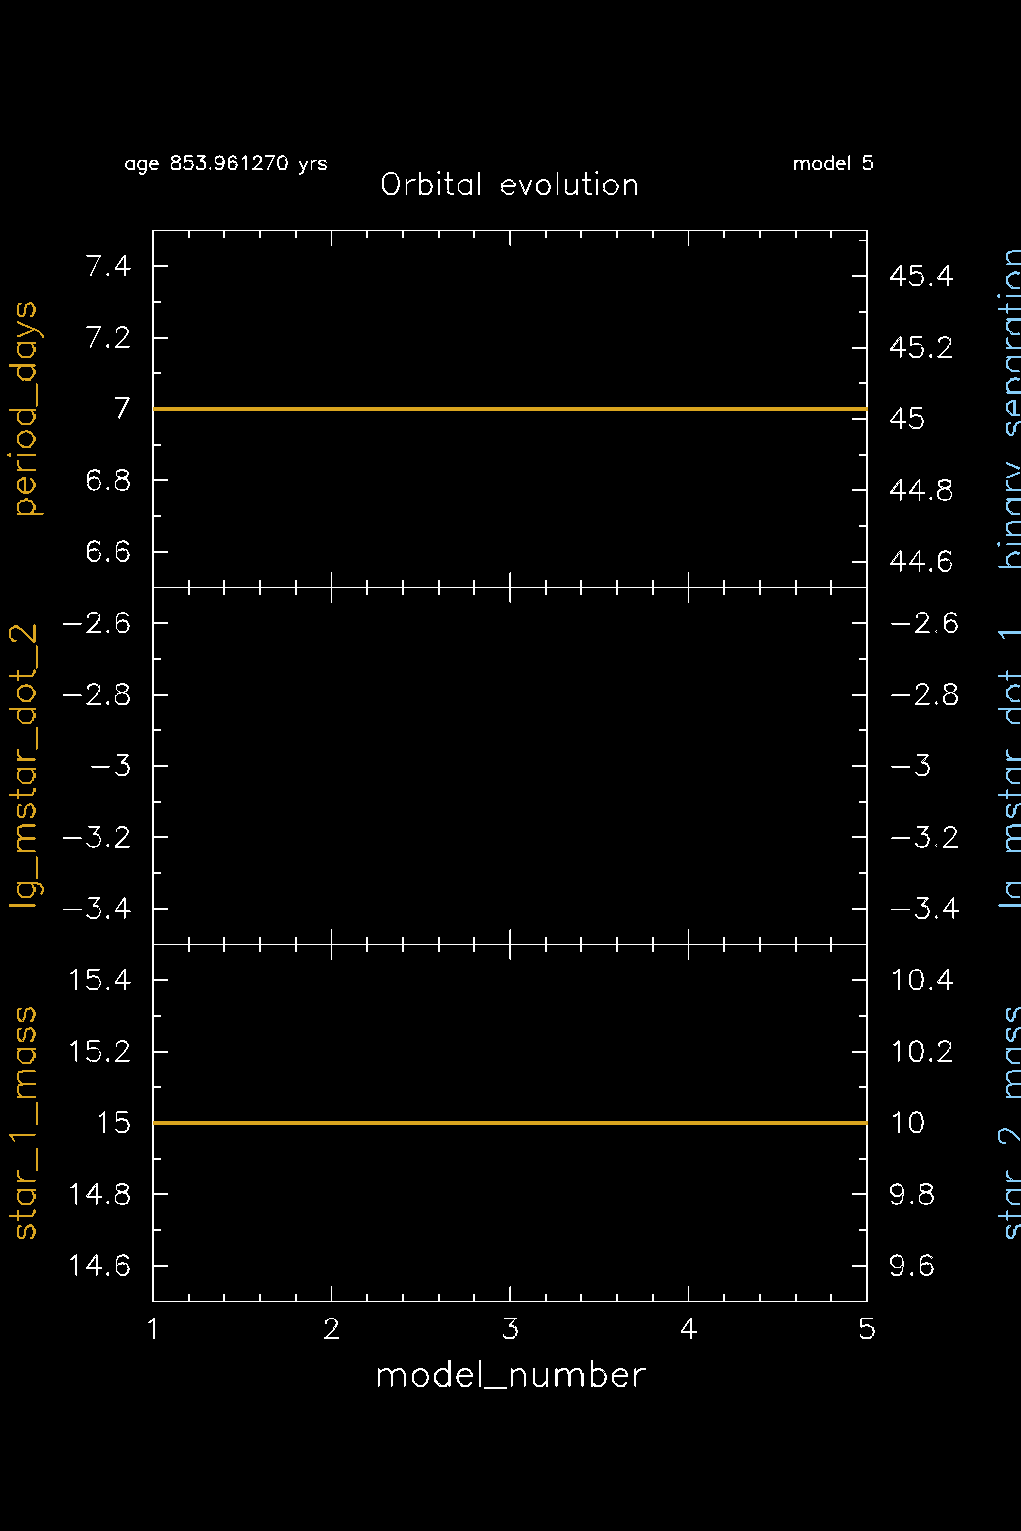 age 853.961270 yrs
model 5
Orbital evolution
period_days
7.4
7.2
7
6.8
6.6
45.4
45.2
45
44.8
44.6
binary_separation
lg_mstar_dot_2
-2.6
-2.8
-3
-3.2
-3.4
-2.6
-2.8
-3
-3.2
-3.4
lg_mstar_dot_1
star_1_mass
15.4
15.2
15
14.8
14.6
10.4
10.2
10
9.8
9.6
star_2_mass
1 2 3 4 5
model_number